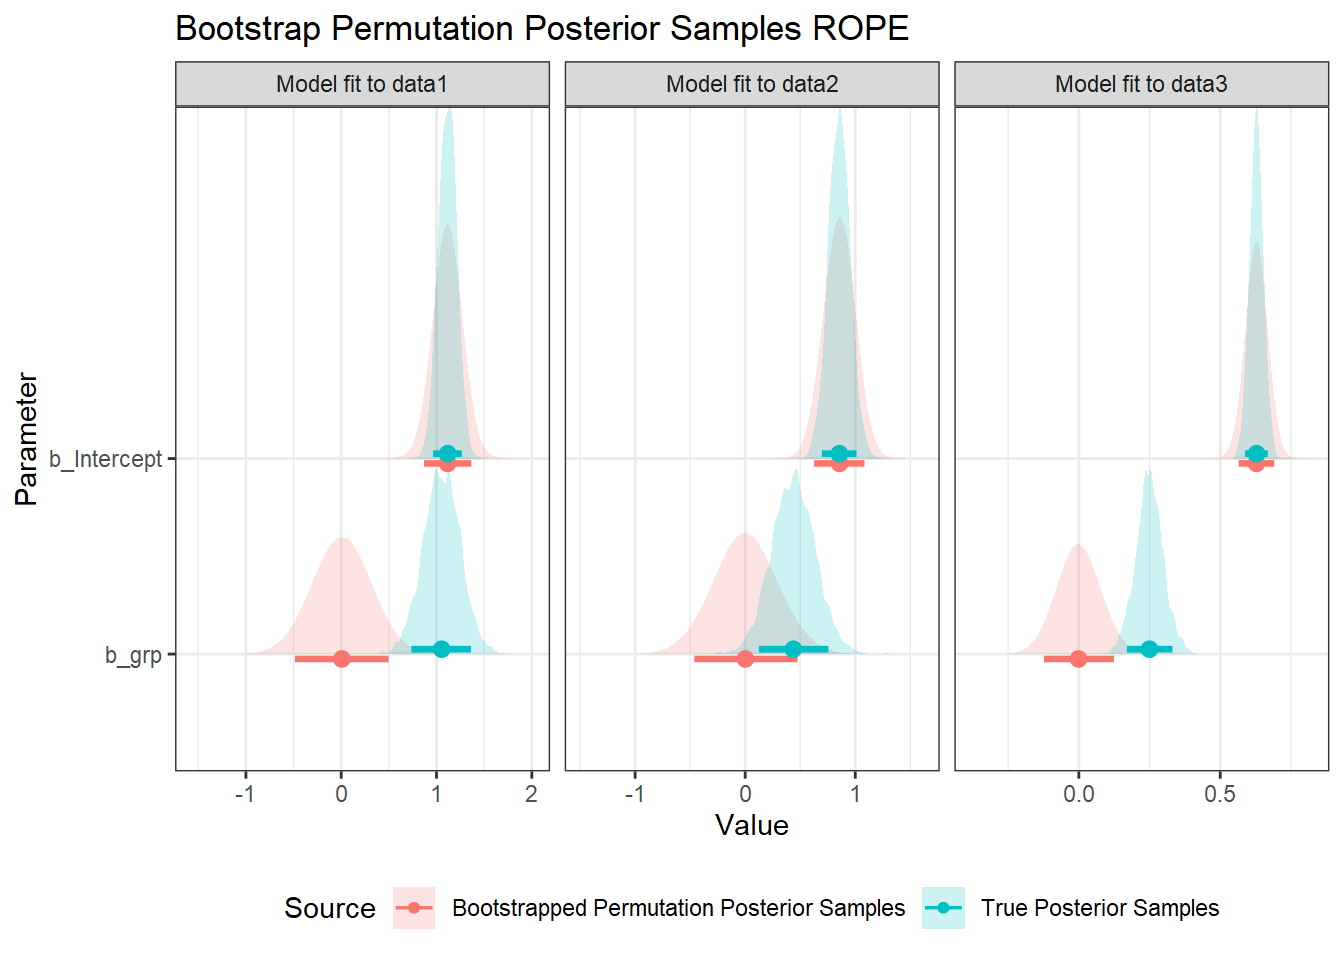 Bootstrap Permutation Posterior Samples ROPE
Model fit to data1
Model fit to data2
Model fit to data3
Parameter
b_Intercept
b_grp
-1 0 1 2
-1 0 1
0.0 0.5
Value
Source
Bootstrapped Permutation Posterior Samples
True Posterior Samples